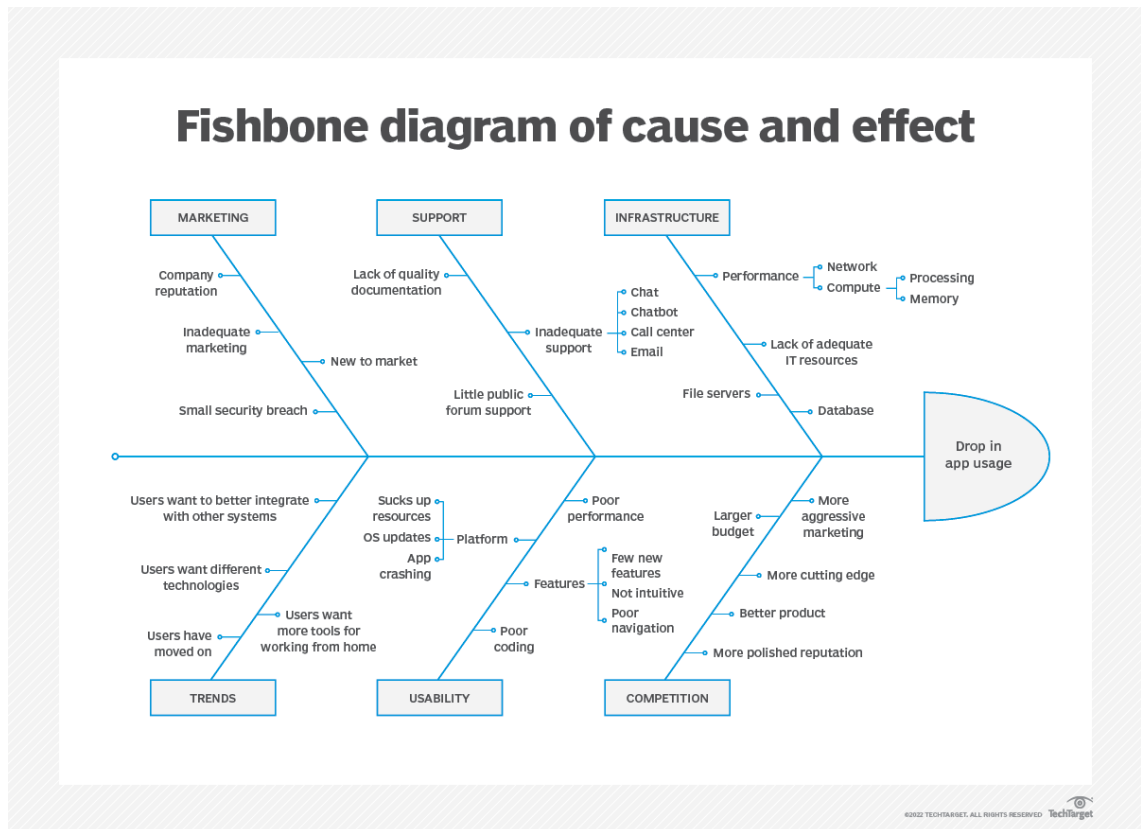 Fishbone diagram of cause and effect
MARKETING
SUPPORT
INFRASTRUCTURE
Company
reputation
Inadequate
marketing
New to market
Small security breach
Lack of quality
documentation
Inadequate
support
Chat
Chatbot
Call center
Email
Little public
forum support
Performance
Network
Compute
Processing
Memory
Lack of adequate
IT resources
File servers
Database
Drop in
app usage
Users want to better integrate
with other systems
Users want different
technologies
Users want
more tools for
working from home
Users have
moved on
TRENDS
Poor
performance
Sucks up
resources
OS updates
App
crashing
Platform
Features
Few new
features
Not intuitive
Poor
navigation
Poor
coding
USABILITY
More
aggressive
marketing
Larger
budget
More cutting edge
Better product
More polished reputation
COMPETITION
©2022 TECHTARGET. ALL RIGHTS RESERVED
TechTarget